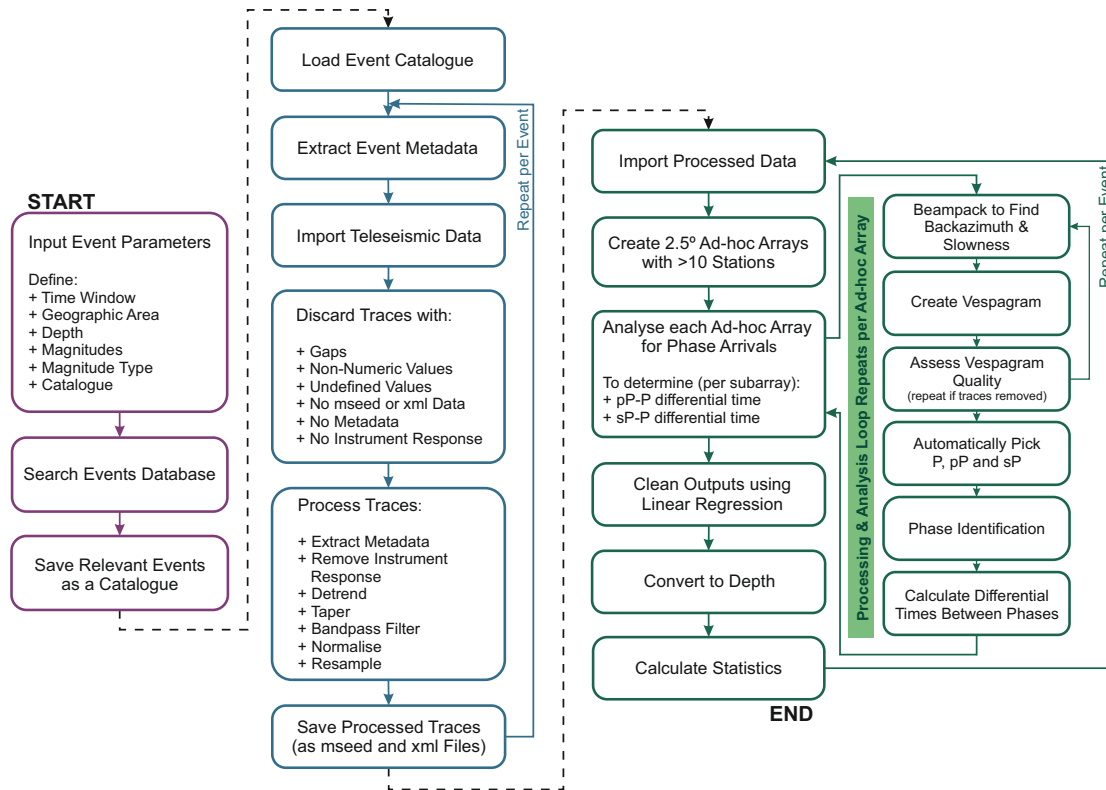 START
Input Event Parameters
Define:
+ Time Window
+ Geographic Area
+ Depth
+ Magnitudes
+ Magnitude Type
+ Catalogue
Search Events Database
Save Relevant Events
as a Catalogue
Load Event Catalogue
Extract Event Metadata
Import Teleseismic Data
Discard Traces with:
+ Gaps
+ Non-Numeric Values
+ Undefined Values
+ No mseed or xml Data
+ No Metadata
+ No Instrument Response
Process Traces:
+ Extract Metadata
+ Remove Instrument
Response
+ Detrend
+ Taper
+ Bandpass Filter
+ Normalise
+ Resample
Save Processed Traces
(as mseed and xml Files)
Repeat per Event
Import Processed Data
Create 2.5º Ad-hoc Arrays
with >10 Stations
Analyse each Ad-hoc Array
for Phase Arrivals
To determine (per subarray):
+ pP-P differential time
+ sP-P differential time
Clean Outputs using
Linear Regression
Convert to Depth
Calculate Statistics
END
Processing & Analysis Loop Repeats per Ad-hoc Array
Beampack to Find
Backazimuth &
Slowness
Create Vespagram
Assess Vespagram
Quality
(repeat if traces removed)
Automatically Pick
P, pP and sP
Phase Identification
Calculate Differential
Times Between Phases
Repeat per Event